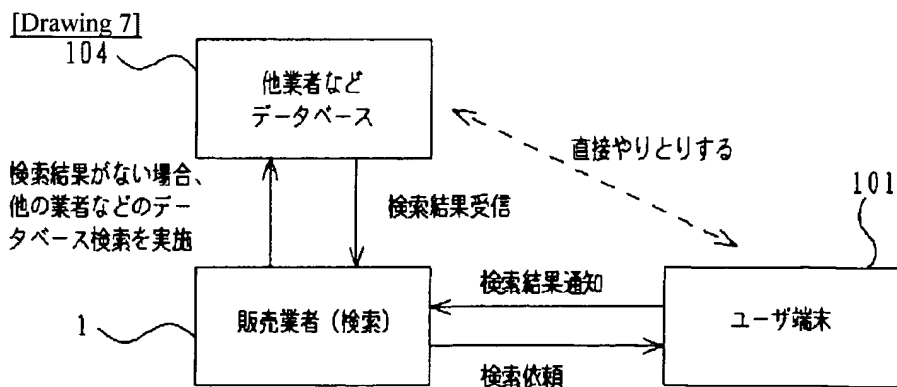 [Drawing 7]
104
他業者など
データベース
直接やりとりする
検索結果がない場合、
他の業者などのデー
タベース検索を実施
検索結果受信
101
検索結果通知
1
販売業者（検索）
ユーザ端末
検索依頼